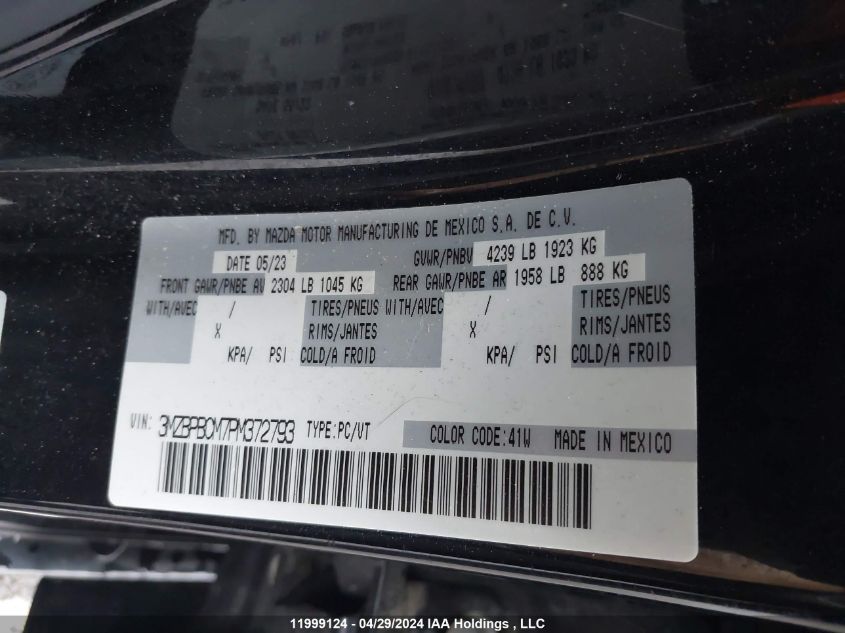 MFD. BY MAZDA MOTOR MANUFACTURING DE MEXICO S.A. DE C.V.
DATE 05/23 GVWR/PNBV 4239 LB 1923 KG
FRONT GAWR/PNBE AV 2304 LB 1045 KG REAR GAWR/PNBE AR 1958 LB 888 KG
WITH/AVEC / TIRES/PNEUS WITH/AVEC / TIRES/PNEUS
X RIMS/JANTES X RIMS/JANTES
KPA/ PSI COLD/A FROID KPA/ PSI COLD/A FROID
VIN: 3MZBPBCM7PM372793 TYPE:PC/VT COLOR CODE:41W MADE IN MEXICO
11999124 - 04/29/2024 IAA Holdings , LLC